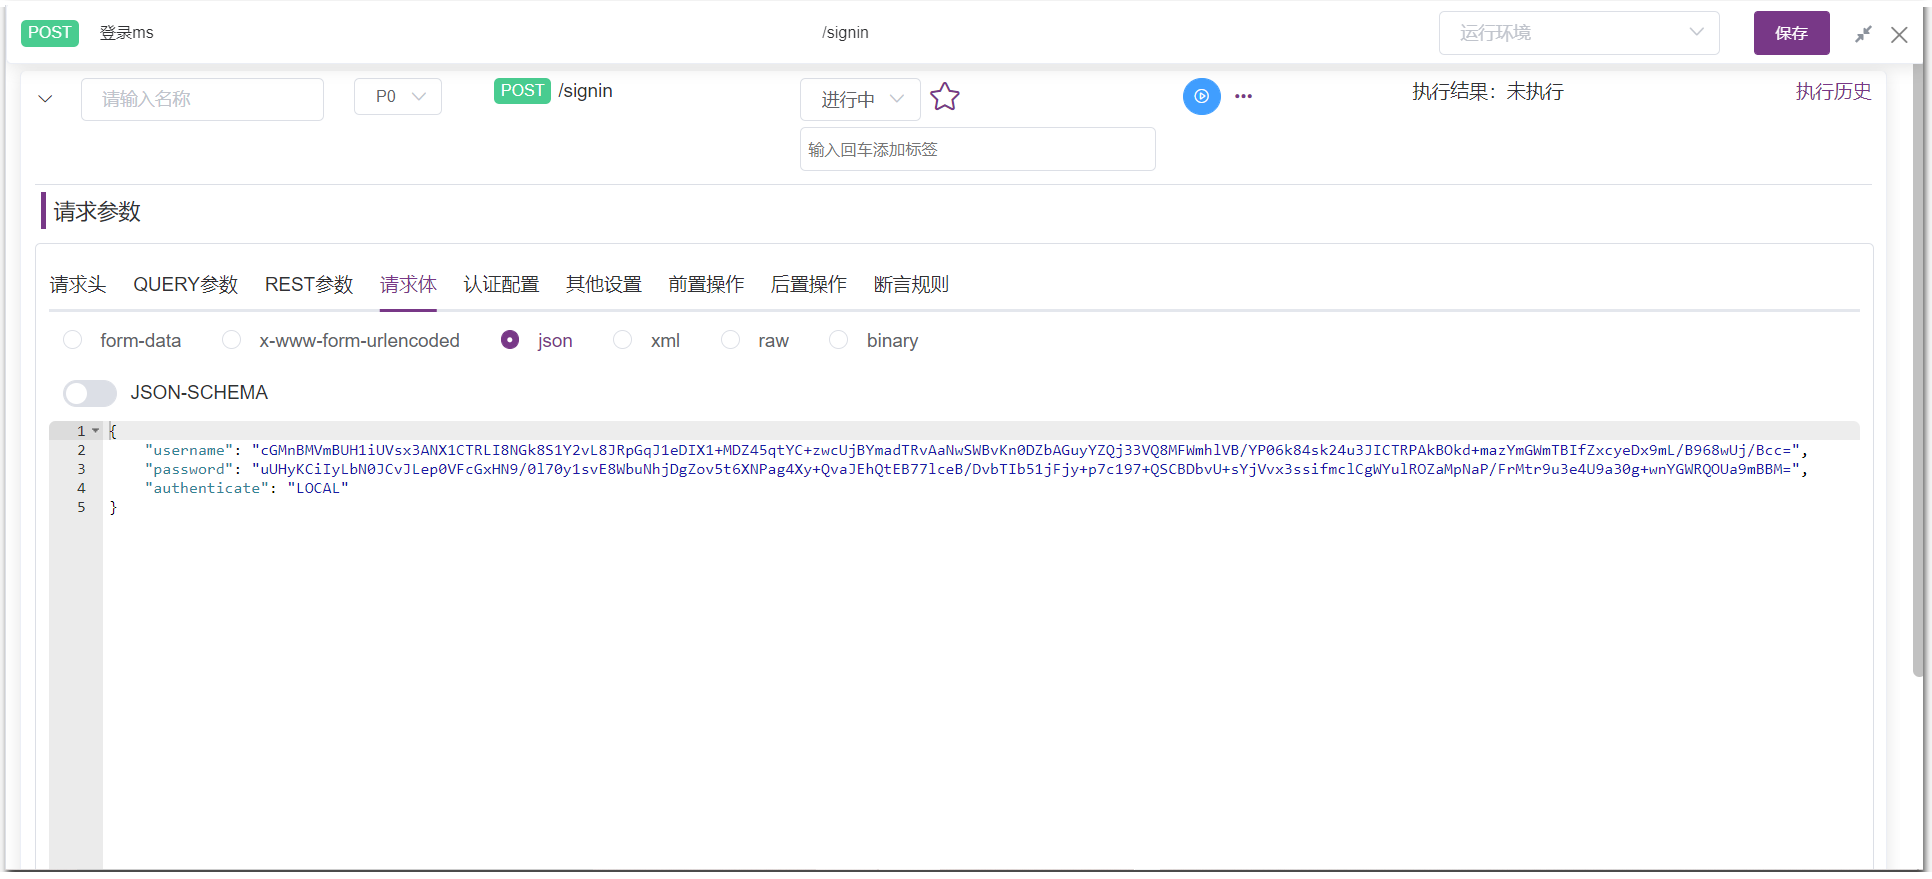 POST 登录ms /signin 运行环境 保存
请输入名称 P0 POST /signin 进行中 执行结果：未执行 执行历史
输入回车添加标签
请求参数
请求头 QUERY参数 REST参数 请求体 认证配置 其他设置 前置操作 后置操作 断言规则
form-data x-www-form-urlencoded json xml raw binary
JSON-SCHEMA
1 {
2 "username": "cGMnBMVmBUH1iUVsx3ANX1CTRLI8NGk8S1Y2vL8JRpGqJ1eDIX1+MDZ45qtYC+zwcUjBYmadTRvAaNwSWBvKn0DZbAGuyYZQj33VQ8MFWmhlVB/YP06k84sk24u3JICTRPAkBOkd+mazYmGWmTBIfZxcyeDx9mL/B968wUj/Bcc=",
3 "password": "uUHyKCiIyLbN0JCvJLep0VFcGxHN9/0l70y1svE8WbuNhjDgZov5t6XNPag4Xy+QvaJEhQtEB77lceB/DvbTIb51jFjy+p7c197+QSCBDbvU+sYjVvx3ssifmclCgWYulROZaMpNaP/FrMtr9u3e4U9a30g+wnYGWRQOUa9mBBM=",
4 "authenticate": "LOCAL"
5 }